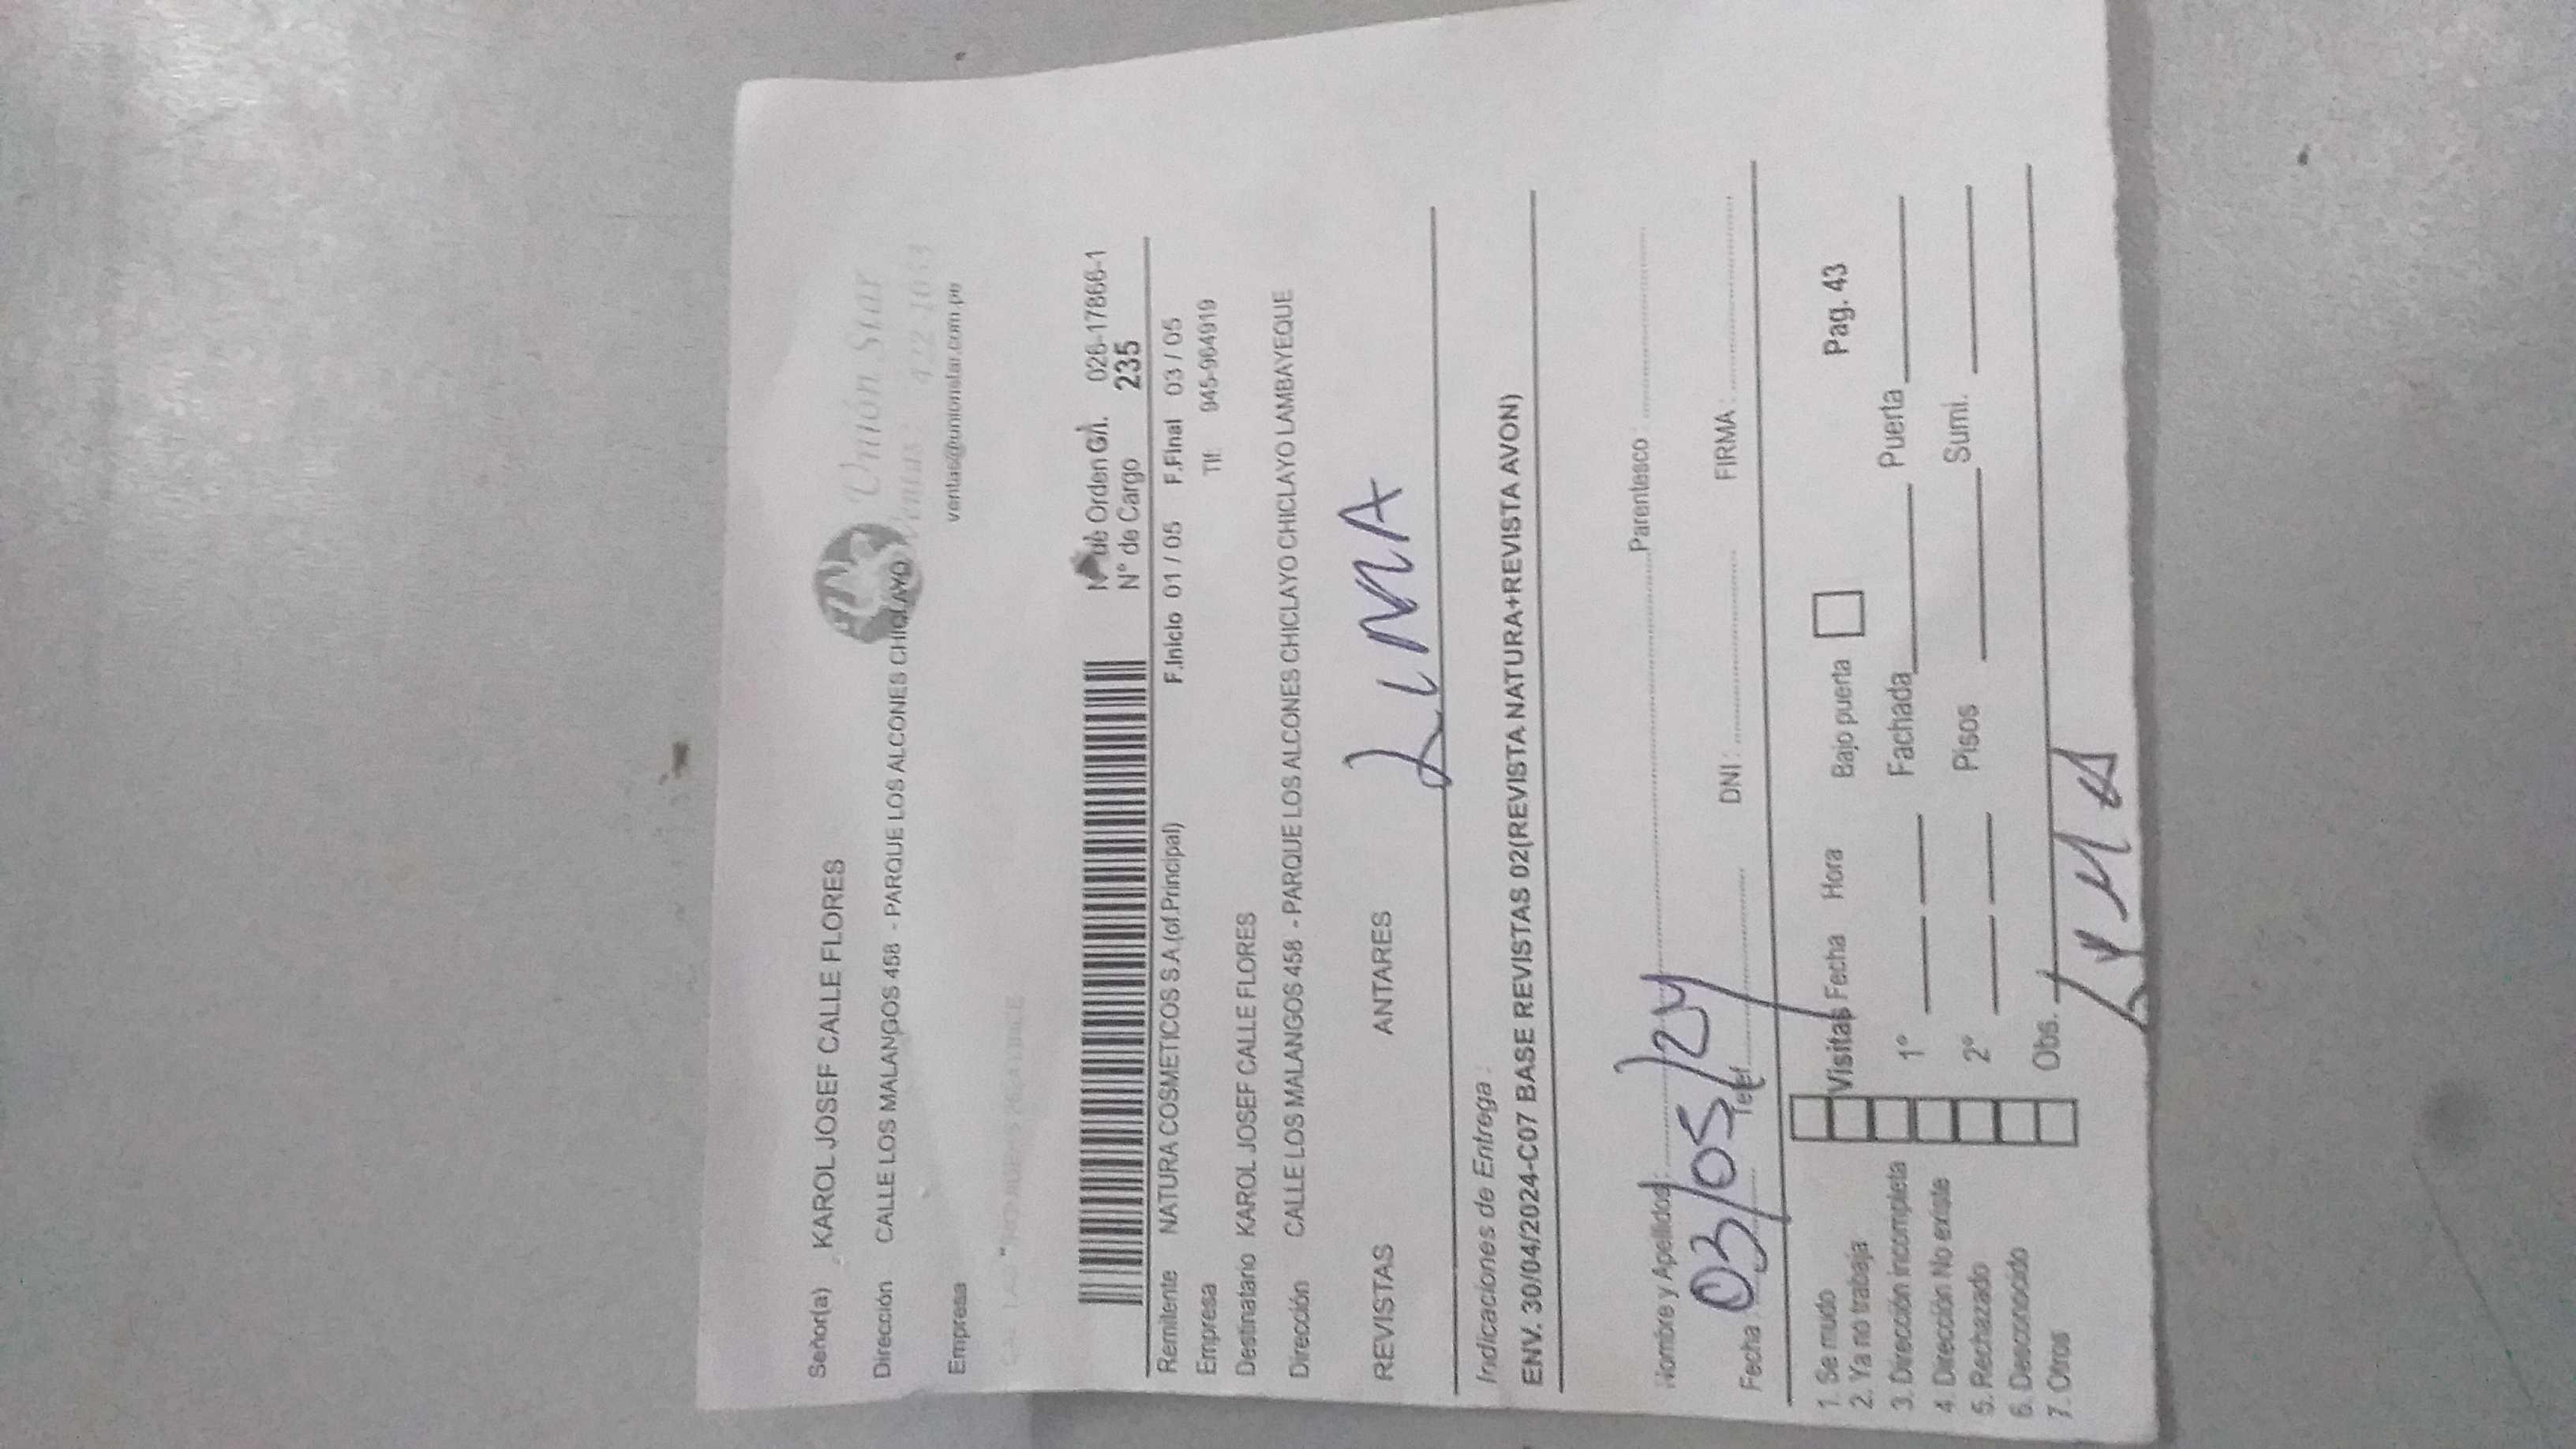 Señor(a) KAROL JOSEF CALLE FLORES
Unión Star
Dirección CALLE LOS MALANGOS 458 - PARQUE LOS ALCONES CHICLAYO
Empresa ventas@unionstar.com.pe
de Orden G/I. 026-17866-1
N° de Cargo 235
Remitente NATURA COSMETICOS S.A.(of.Principal) F.Inicio 01 / 05 F.Final 03 / 05
Empresa Tlf: 945-964919
Destinatario KAROL JOSEF CALLE FLORES
Dirección CALLE LOS MALANGOS 458 - PARQUE LOS ALCONES CHICLAYO CHICLAYO LAMBAYEQUE
REVISTAS ANTARES LIMA
Indicaciones de Entrega :
ENV. 30/04/2024-C07 BASE REVISTAS 02(REVISTA NATURA+REVISTA AVON)
Nombre y Apellidos : Parentesco :
03/05/24
Fecha Telef. DNI : FIRMA :
1. Se mudo
2. Ya no trabaja Visitas Fecha Hora Bajo puerta Pag. 43
3. Dirección incompleta 1° Fachada Puerta
4. Dirección No existe
5. Rechazado 2° Pisos Sumi.
6. Desconocido
7. Otros Obs.